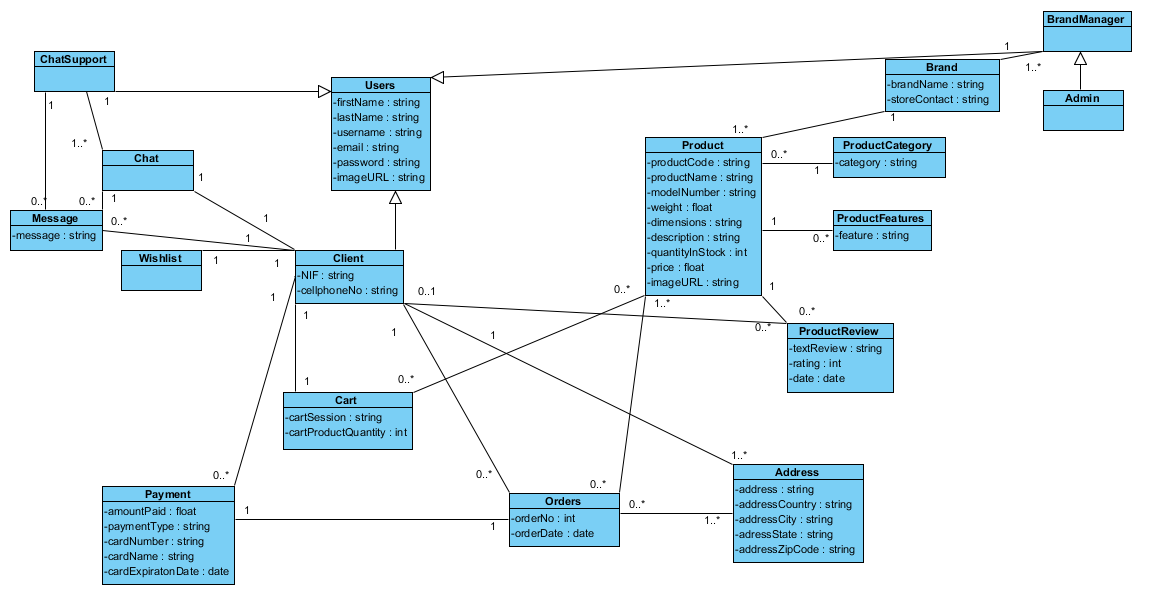 BrandManager
1
1..*
ChatSupport
1
1
1..*
Users
-firstName : string
-lastName : string
-username : string
-email : string
-password : string
-imageURL : string
Brand
-brandName : string
-storeContact : string
1
Admin
1..*
Product
-productCode : string
-productName : string
-modelNumber : string
-weight : float
-dimensions : string
-description : string
-quantityInStock : int
-price : float
-imageURL : string
0..*
1
ProductCategory
-category : string
1
0..*
ProductFeatures
-feature : string
Chat
1
1
0..*
0..*
1
Message
-message : string
0..*
1
Wishlist
1
1
Client
-NIF : string
-cellphoneNo : string
1
1
0..1
1
1
0..*
1..*
1
0..*
0..*
ProductReview
-textReview : string
-rating : int
-date : date
1
0..*
Cart
-cartSession : string
-cartProductQuantity : int
0..*
0..*
0..*
1..*
Payment
-amountPaid : float
-paymentType : string
-cardNumber : string
-cardName : string
-cardExpiratonDate : date
1
1
Orders
-orderNo : int
-orderDate : date
0..*
1..*
Address
-address : string
-addressCountry : string
-addressCity : string
-adressState : string
-addressZipCode : string